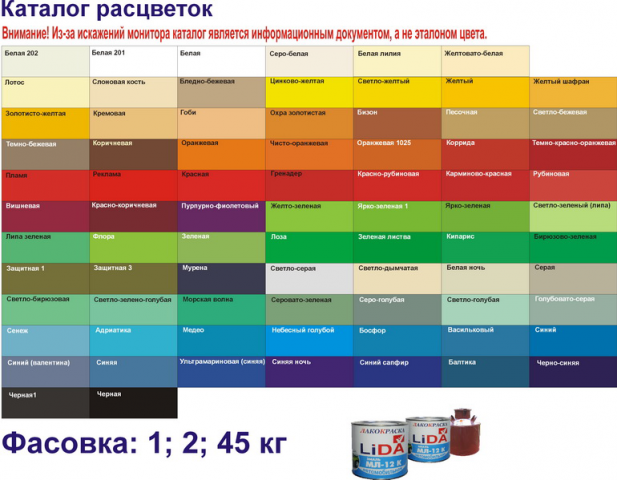 Каталог расцветок
Внимание! Из-за искажений монитора каталог является информационным документом, а не эталоном цвета.
Белая 202 Белая 201 Белая Серо-белая Белая лилия Желтовато-белая
Лотос Слоновая кость Бледно-бежевая Цинково-желтая Светло-желтый Желтый Желтый шафран
Золотисто-желтая Кремовая Гоби Охра золотистая Бизон Песочная Светло-бежевая
Темно-бежевая Коричневая Оранжевая Чисто-оранжевая Оранжевая 1025 Коррида Темно-красно-оранжевая
Пламя Реклама Красная Гренадер Красно-рубиновая Карминово-красная Рубиновая
Вишневая Красно-коричневая Пурпурно-фиолетовый Желто-зеленая Ярко-зеленая 1 Ярко-зеленая Светло-зеленый (липа)
Липа зеленая Флора Зеленая Лоза Зеленая листва Кипарис Бирюзово-зеленая
Защитная 1 Защитная 3 Мурена Светло-серая Светло-дымчатая Белая ночь Серая
Светло-бирюзовая Светло-зелено-голубая Морская волна Серовато-зеленая Серо-голубая Светло-голубая Голубовато-серая
Сенеж Адриатика Медео Небесный голубой Босфор Васильковый Синий
Синий (валентина) Синяя Ультрамариновая (синяя) Синяя ночь Синий сапфир Балтика Черно-синяя
Черная1 Черная
Фасовка: 1; 2; 45 кг
ЛАКОКРАСКА ЛАКОКРАСКА
LiDA LiDA
МЛ-12 К МЛ-12 К